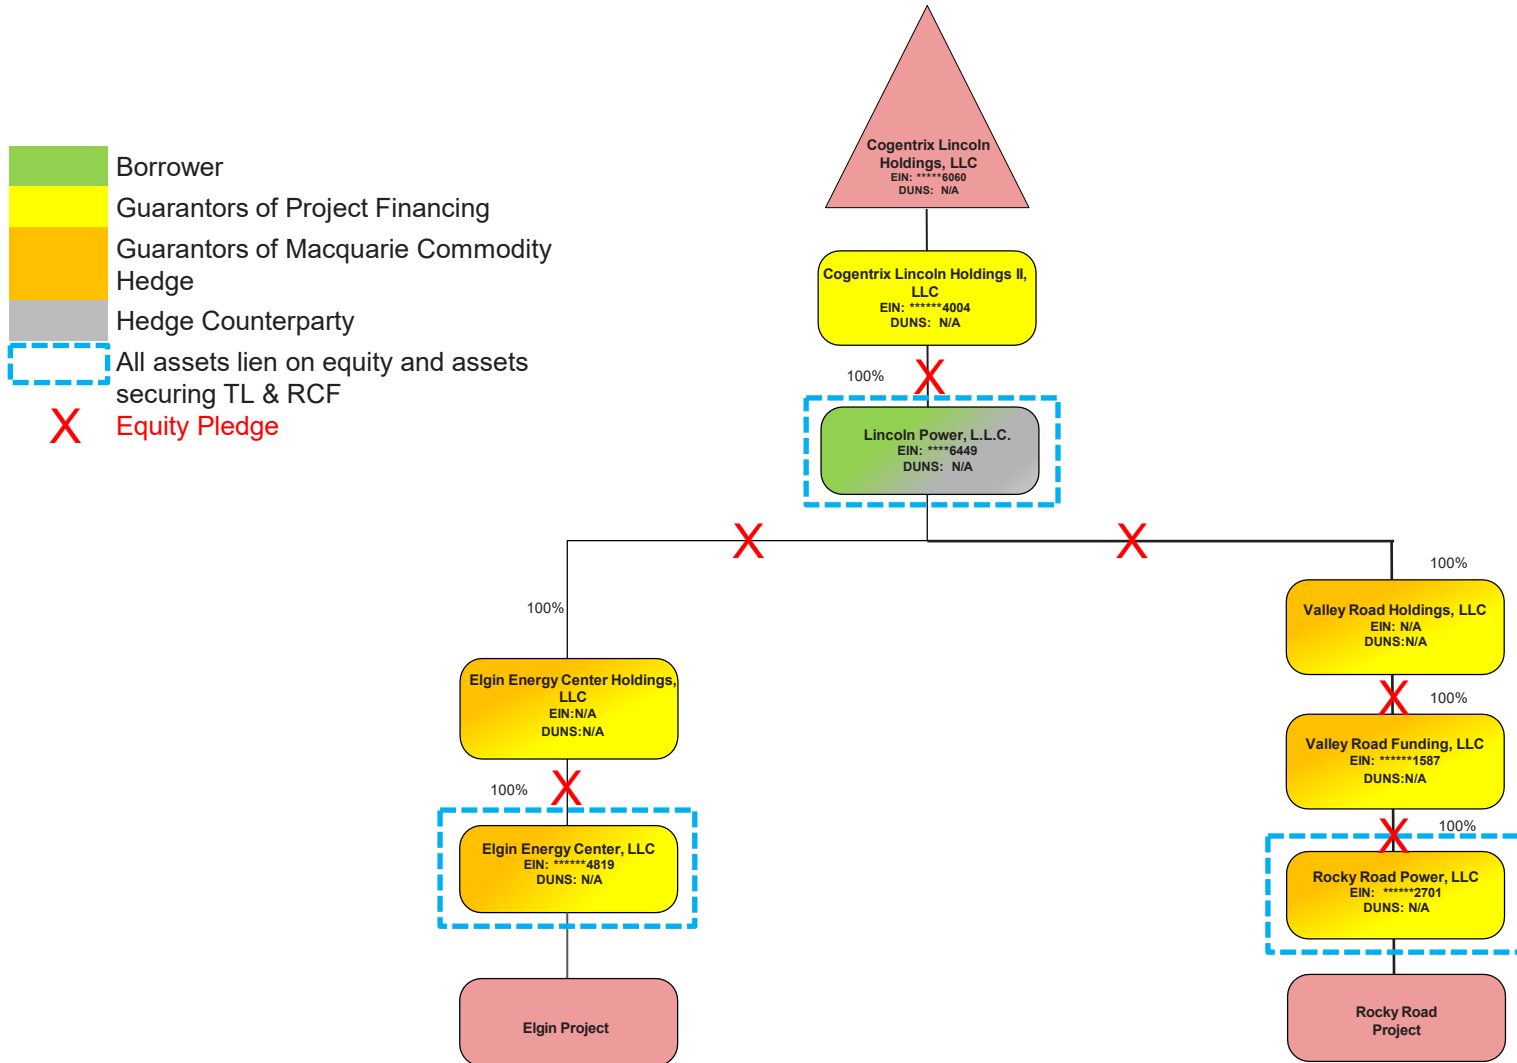 Borrower
Guarantors of Project Financing
Guarantors of Macquarie Commodity
Hedge
Hedge Counterparty
All assets lien on equity and assets
securing TL & RCF
X Equity Pledge
Cogentrix Lincoln
Holdings, LLC
EIN: *****6060
DUNS: N/A
Cogentrix Lincoln Holdings II,
LLC
EIN: ******4004
DUNS: N/A
100%
X
Lincoln Power, L.L.C.
EIN: ****6449
DUNS: N/A
X
X
100%
Elgin Energy Center Holdings,
LLC
EIN:N/A
DUNS:N/A
100%
X
Elgin Energy Center, LLC
EIN: ******4819
DUNS: N/A
Elgin Project
100%
Valley Road Holdings, LLC
EIN: N/A
DUNS:N/A
X
100%
Valley Road Funding, LLC
EIN: ******1587
DUNS:N/A
X
100%
Rocky Road Power, LLC
EIN: ******2701
DUNS: N/A
Rocky Road
Project